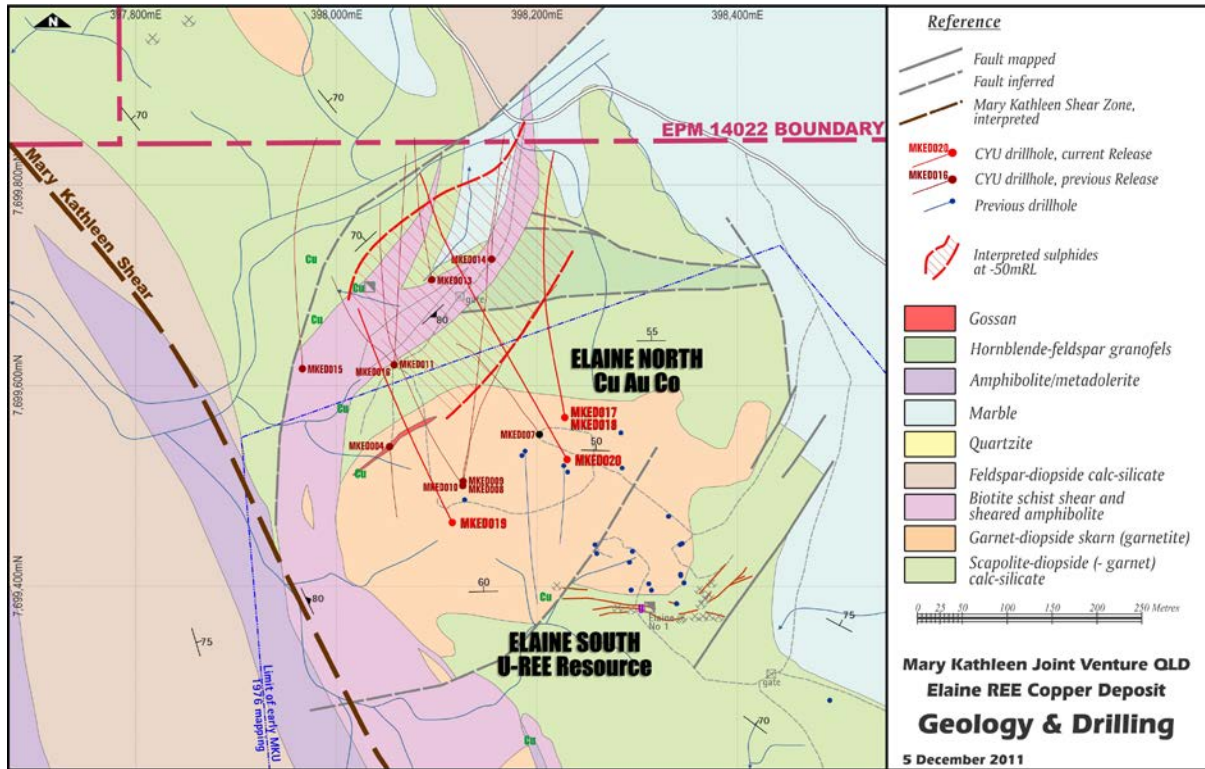 N
397,800mE
398,000mE
398,200mE
398,400mE
7,699,800mN
7,699,600mN
7,699,400mN
EPM 14022 BOUNDARY
Mary Kathleen Shear
70
70
70
Cu
Cu
Cu
MKED014
MKED013
gate
80
55
MKED015
MKED011
MKED016
ELAINE NORTH
Cu Au Co
Cu
MKED017
MKED018
MKED007
MKED004
50
MKED020
Cu
MKED009
MKED010
MKED008
MKED019
60
Cu
80
U
Elaine
No 1
75
75
ELAINE SOUTH
U-REE Resource
Limit of early MKU
1976 mapping
gate
70
Cu
Reference
Fault mapped
Fault inferred
Mary Kathleen Shear Zone,
interpreted
MKED020
CYU drillhole, current Release
MKED016
CYU drillhole, previous Release
Previous drillhole
Interpreted sulphides
at -50mRL
Gossan
Hornblende-feldspar granofels
Amphibolite/metadolerite
Marble
Quartzite
Feldspar-diopside calc-silicate
Biotite schist shear and
sheared amphibolite
Garnet-diopside skarn (garnetite)
Scapolite-diopside (- garnet)
calc-silicate
0 25 50 100 150 200 250 Metres
Mary Kathleen Joint Venture QLD
Elaine REE Copper Deposit
Geology & Drilling
5 December 2011